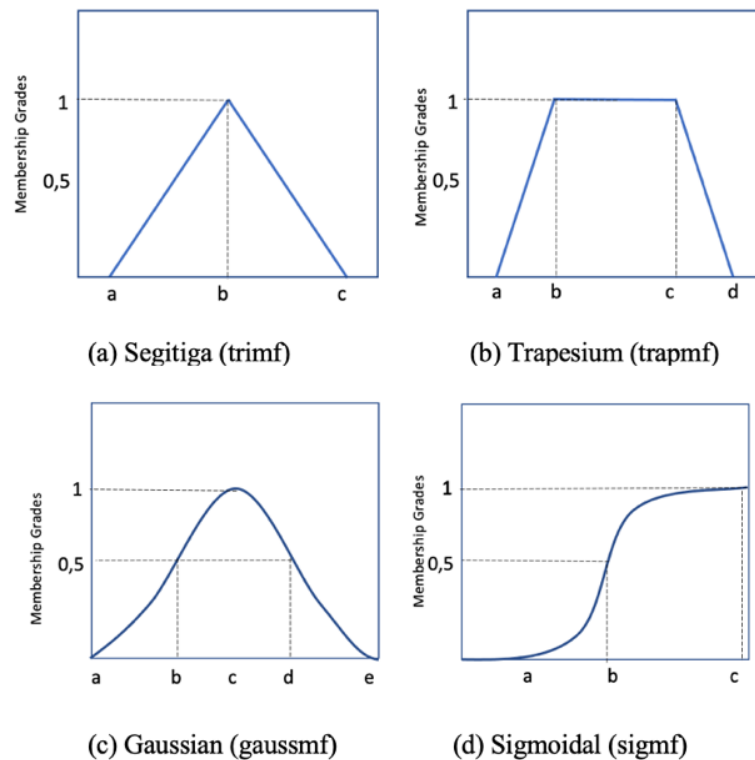 Membership Grades
1
0,5
a b c
(a) Segitiga (trimf)
Membership Grades
1
0,5
a b c d
(b) Trapesium (trapmf)
Membership Grades
1
0,5
a b c d e
(c) Gaussian (gaussmf)
Membership Grades
1
0,5
a b c
(d) Sigmoidal (sigmf)